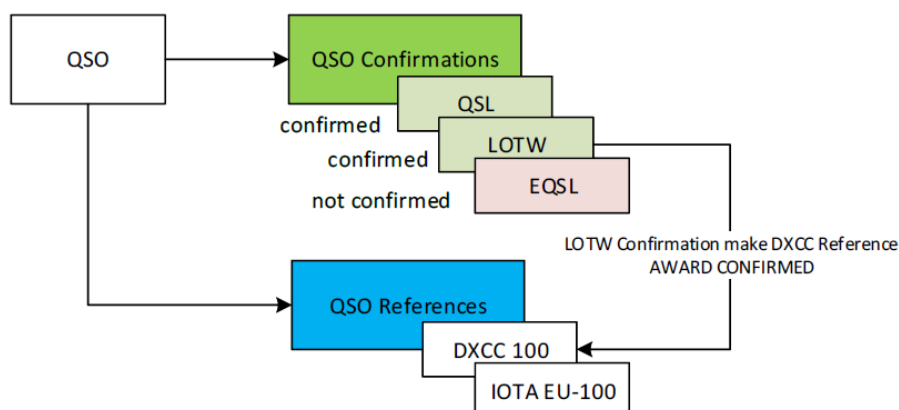 QSO
QSO Confirmations
QSL
confirmed
LOTW
confirmed
EQSL
not confirmed
LOTW Confirmation make DXCC Reference
AWARD CONFIRMED
QSO References
DXCC 100
IOTA EU-100